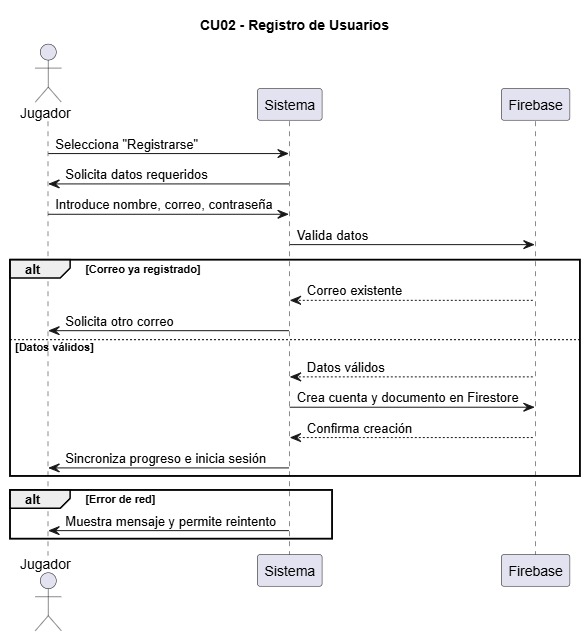 CU02 - Registro de Usuarios
Jugador
Sistema
Firebase
Selecciona "Registrarse"
Solicita datos requeridos
Introduce nombre, correo, contraseña
Valida datos
alt [Correo ya registrado]
Correo existente
Solicita otro correo
[Datos válidos]
Datos válidos
Crea cuenta y documento en Firestore
Confirma creación
Sincroniza progreso e inicia sesión
alt [Error de red]
Muestra mensaje y permite reintento
Jugador
Sistema
Firebase